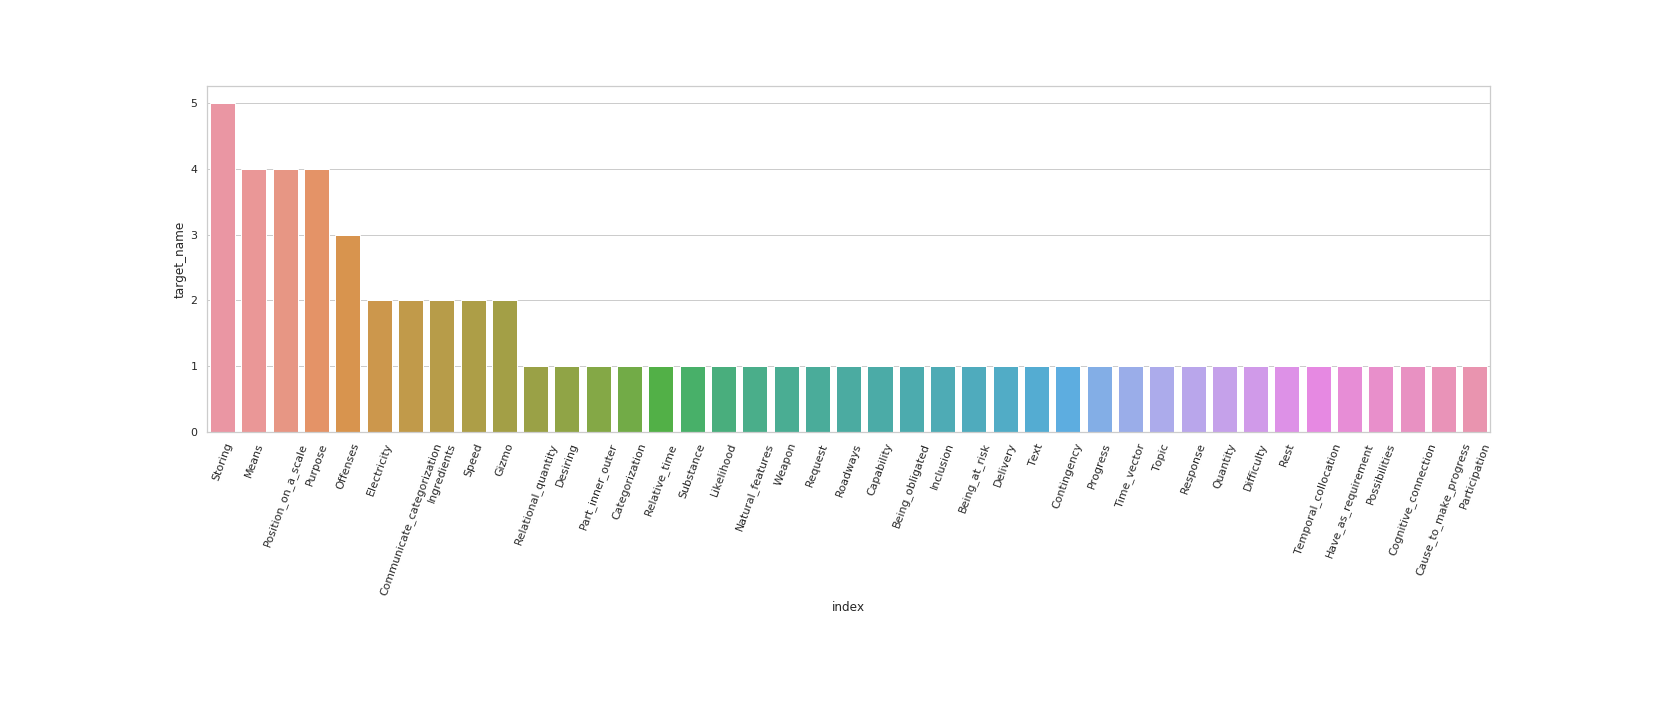 target_name
5
4
3
2
1
0
Storing
Means
Position_on_a_scale
Purpose
Offenses
Electricity
Communicate_categorization
Ingredients
Speed
Gizmo
Relational_quantity
Desiring
Part_inner_outer
Categorization
Relative_time
Substance
Likelihood
Natural_features
Weapon
Request
Roadways
Capability
Being_obligated
Inclusion
Being_at_risk
Delivery
Text
Contingency
Progress
Time_vector
Topic
Response
Quantity
Difficulty
Rest
Temporal_collocation
Have_as_requirement
Possibilities
Cognitive_connection
Cause_to_make_progress
Participation
index